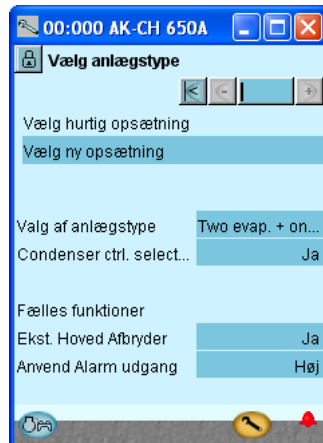 00:000 AK-CH 650A
Vælg anlægstype
Vælg hurtig opsætning
Vælg ny opsætning
Valg af anlægstype Two evap. + on...
Condenser ctrl. select... Ja
Fælles funktioner
Ekst. Hoved Afbryder Ja
Anvend Alarm udgang Høj